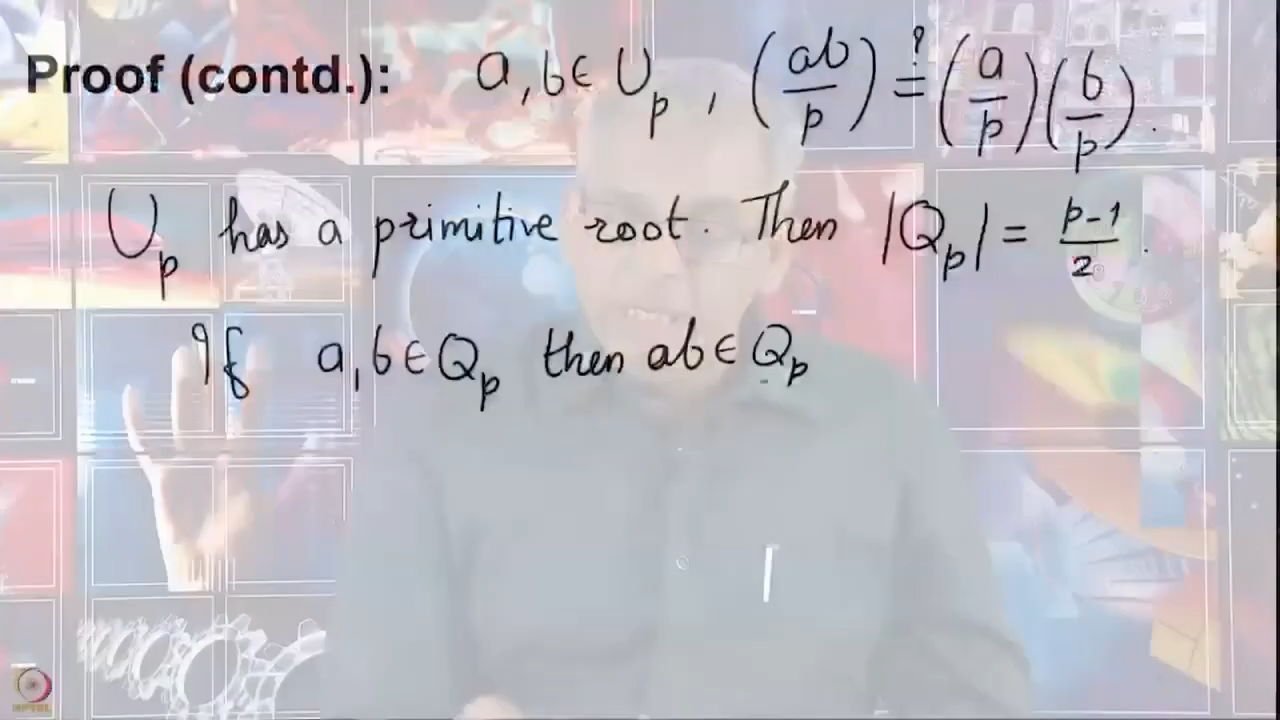 Proof (contd.): a, b ∈ U_p, (ab/p) ≟ (a/p)(b/p).
U_p has a primitive root. Then |Q_p| = (p-1)/2.
If a, b ∈ Q_p then ab ∈ Q_p